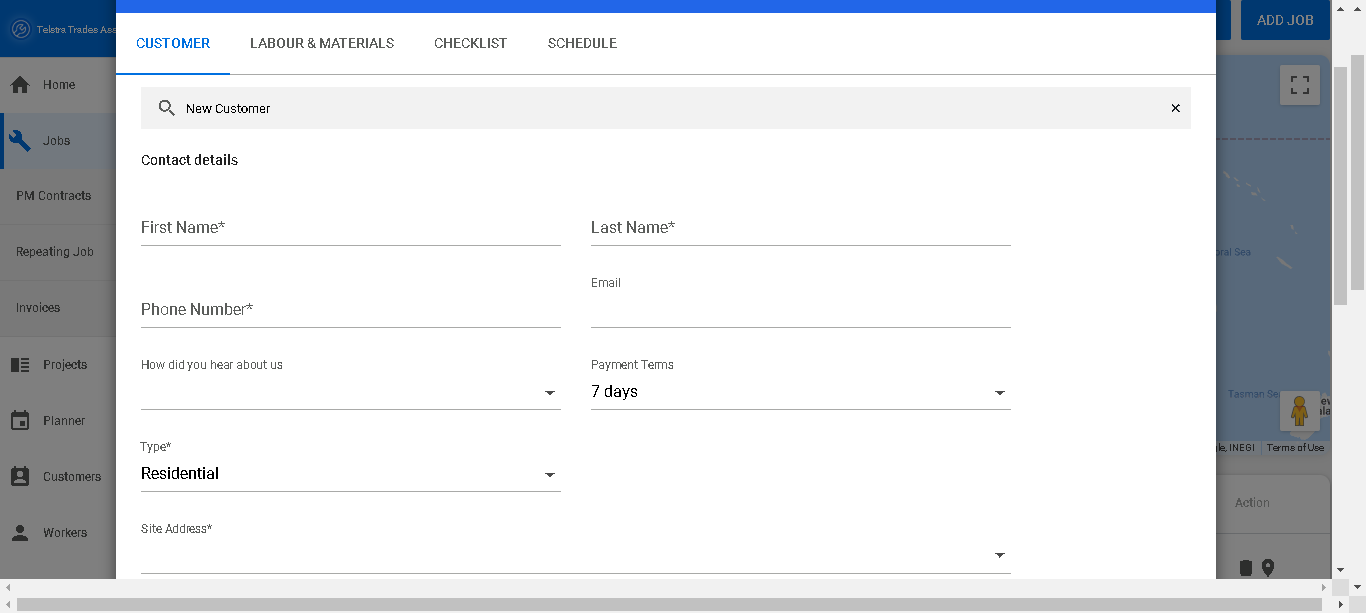 Telstra Trades Ass
ADD JOB
CUSTOMER
LABOUR & MATERIALS
CHECKLIST
SCHEDULE
Home
New Customer
Jobs
Contact details
PM Contracts
First Name*
Last Name*
Repeating Job
oral Sea
Email
Invoices
Phone Number*
Projects
How did you hear about us
Payment Terms
7 days
Tasman Sea
Planner
Type*
Residential
le, INEGI
Terms of Use
Customers
Action
Site Address*
Workers